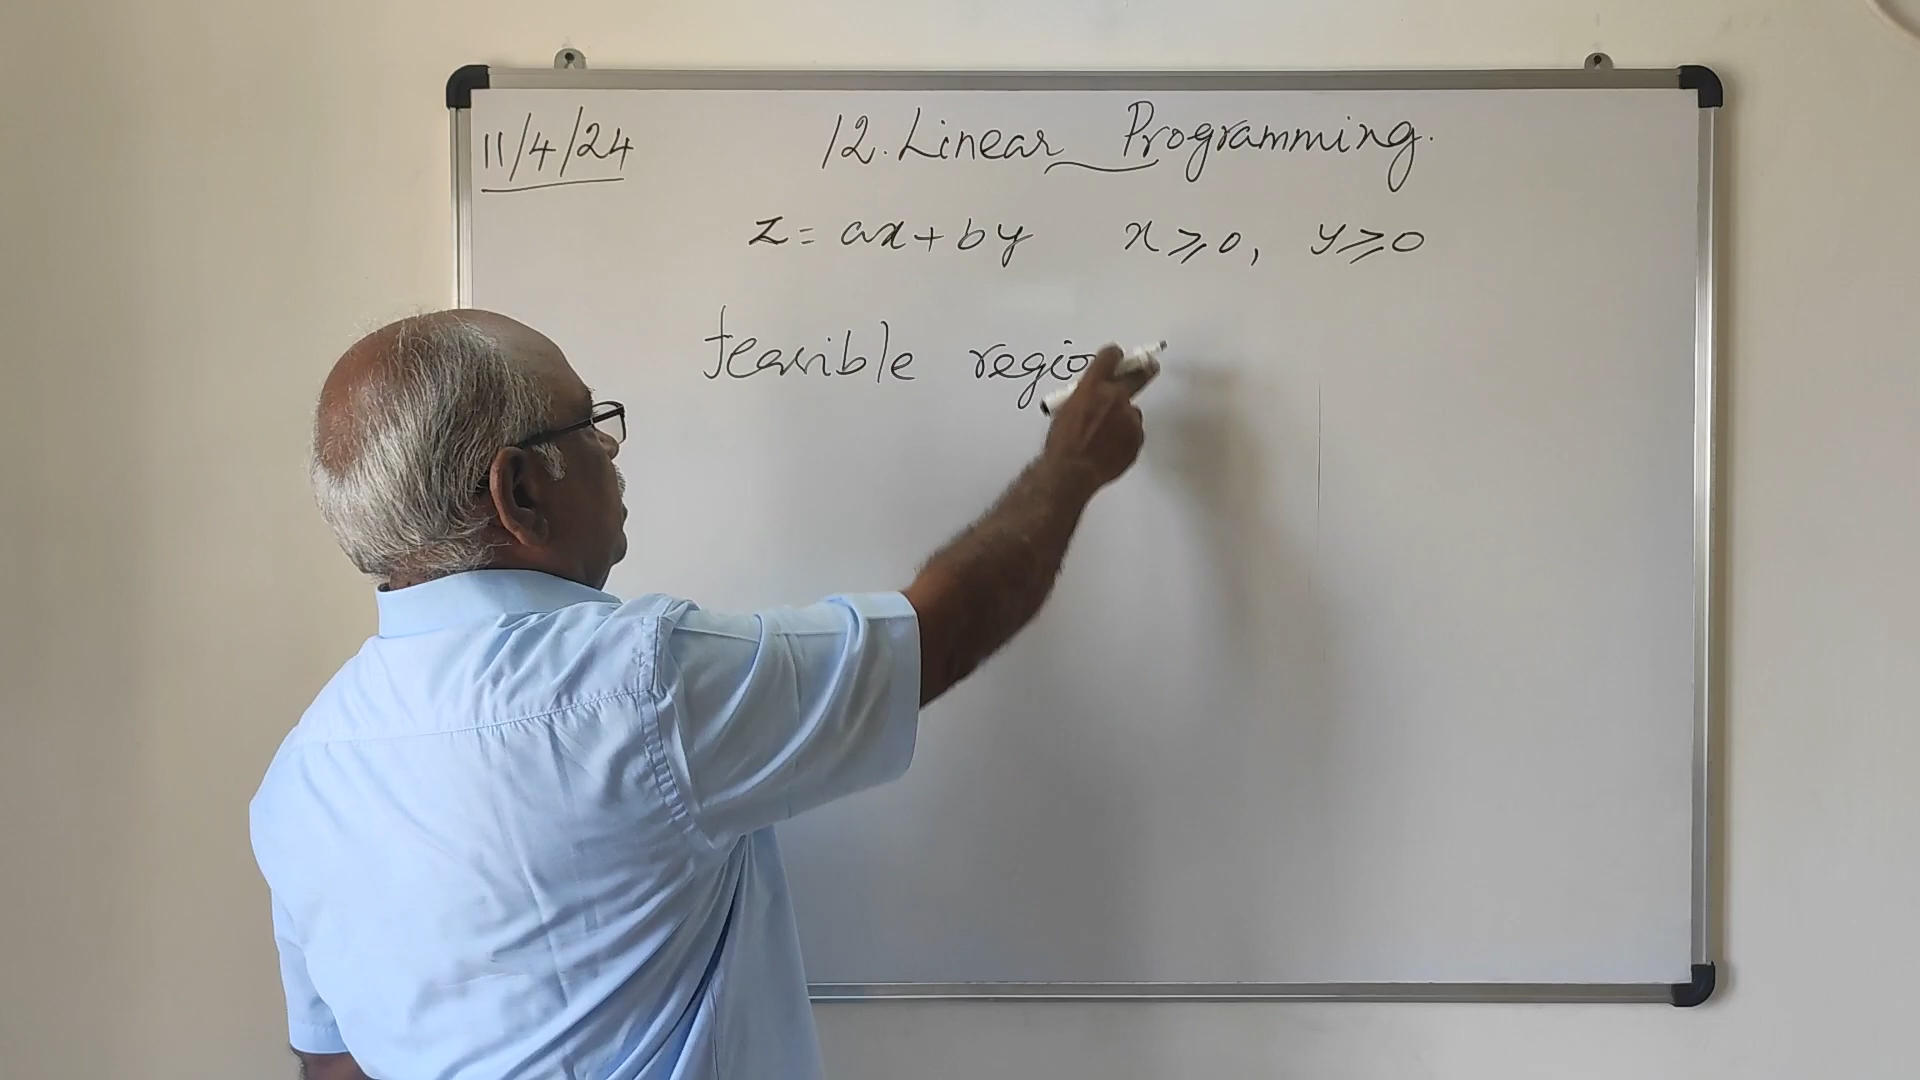 11/4/24
12. Linear Programming.
Z = ax + by x ⩾ 0, y ⩾ 0
feasible regio